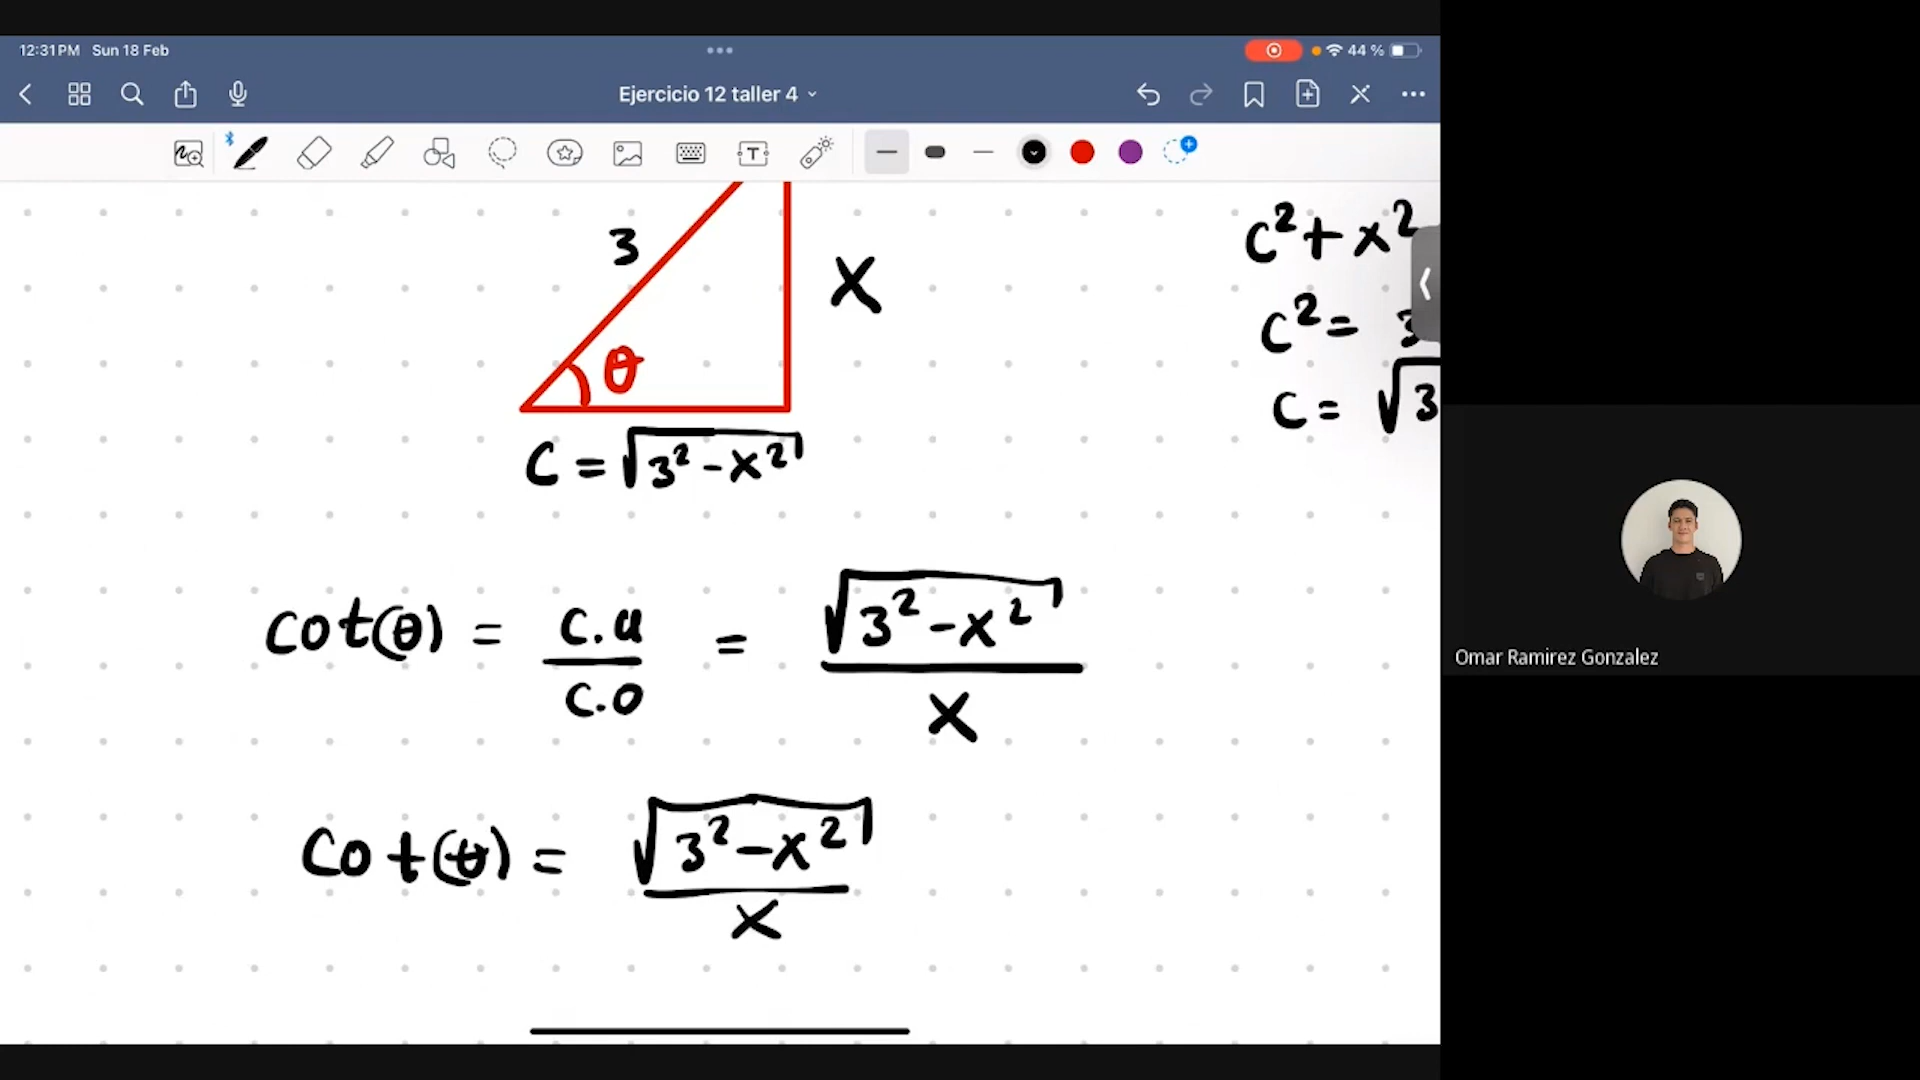 12:31 PM Sun 18 Feb
44 %
Ejercicio 12 taller 4
T
3
X
θ
C = √(3² - x²)
C² + x²
C² = 3
C = √3
Cot(θ) = c.a / c.o = √(3² - x²) / x
Cot(θ) = √(3² - x²) / x
Omar Ramirez Gonzalez